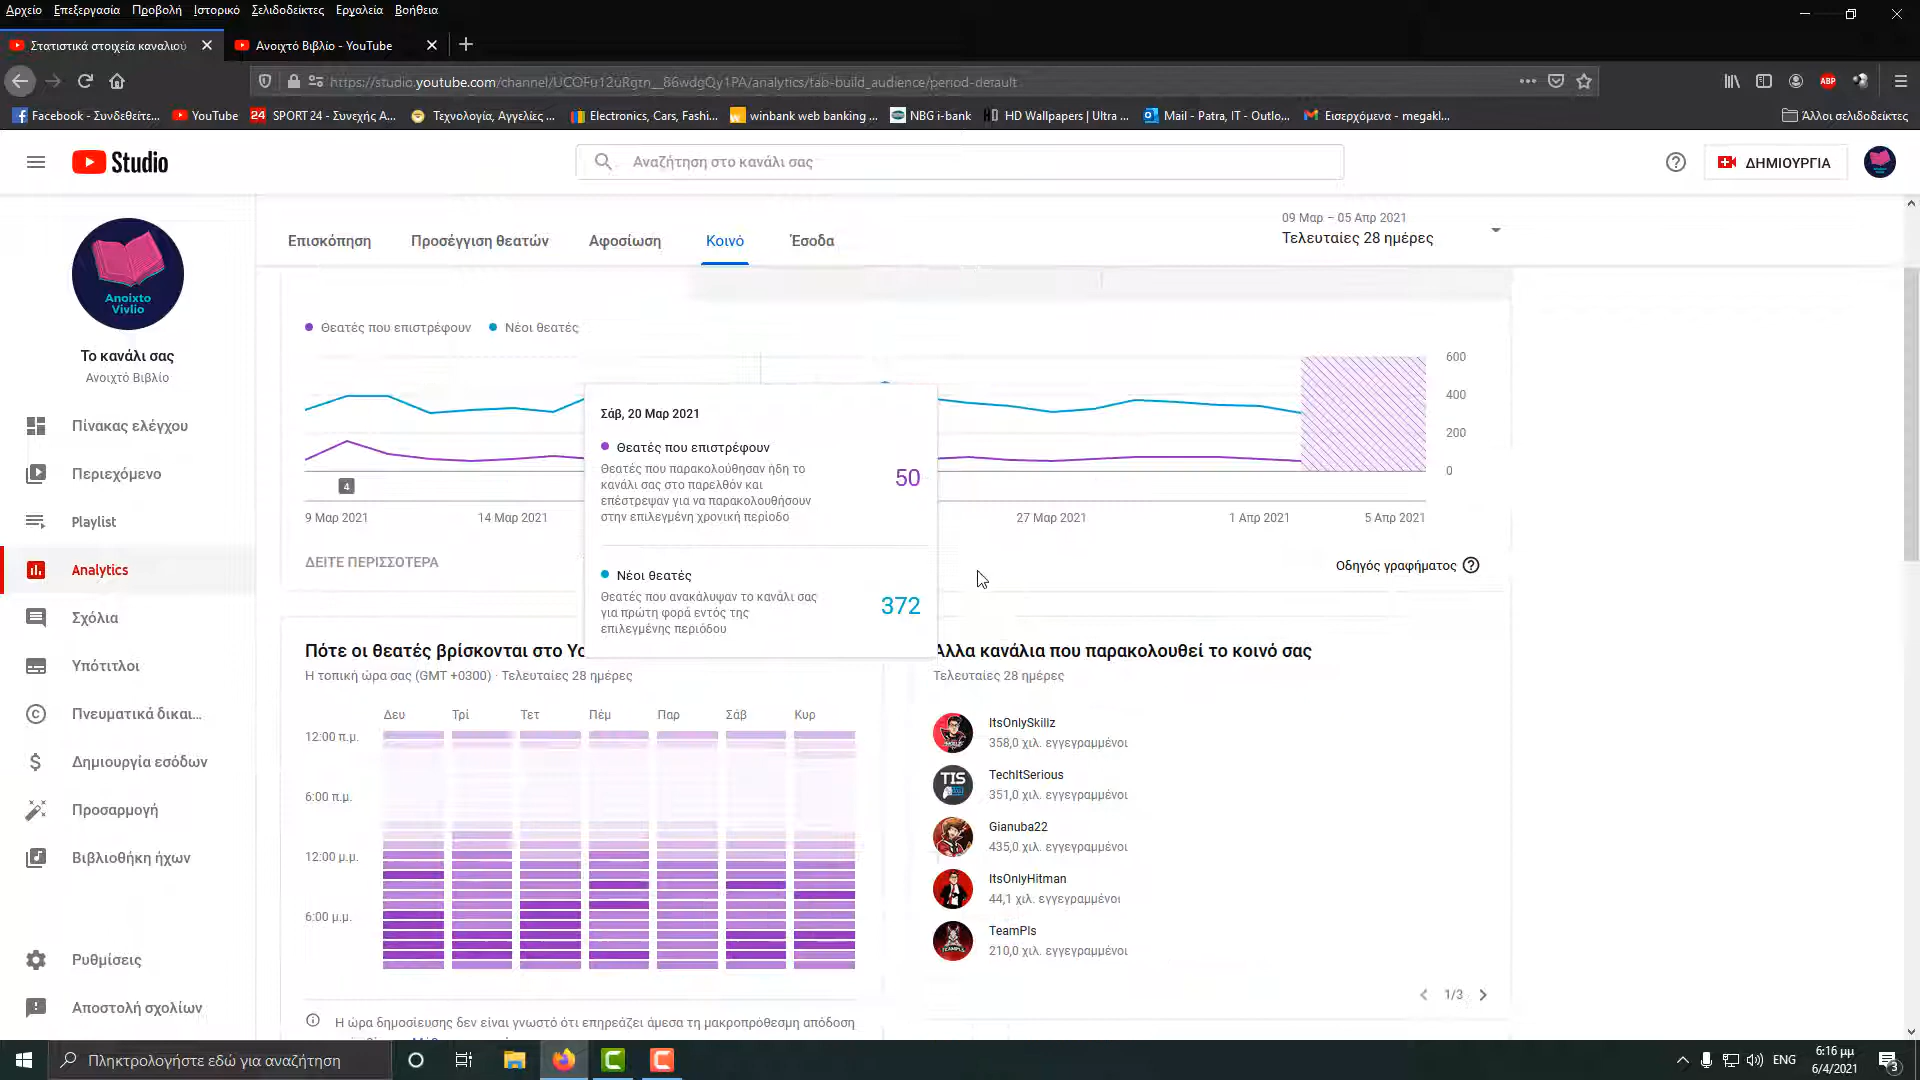 Αρχείο Επεξεργασία Προβολή Ιστορικό Σελιδοδείκτες Εργαλεία Βοήθεια
Στατιστικά στοιχεία καναλιού
Ανοιχτό Βιβλίο - YouTube
https://studio.youtube.com/channel/
/analytics/tab-build_audience/period-default
Facebook - Συνδεθείτε...
YouTube
24 SPORT 24 - Συνεχής Α...
Τεχνολογία, Αγγελίες ...
Electronics, Cars, Fashi...
winbank web banking ...
NBG i-bank
HD Wallpapers | Ultra ...
Mail - Patra, IT - Outlo...
Εισερχόμενα - megakl...
Άλλοι σελιδοδείκτες
ABP
Studio
Αναζήτηση στο κανάλι σας
ΔΗΜΙΟΥΡΓΙΑ
Anoixto
Vivlio
Το κανάλι σας
Ανοιχτό Βιβλίο
Πίνακας ελέγχου
Περιεχόμενο
Playlist
Analytics
Σχόλια
Υπότιτλοι
Πνευματικά δικαι...
Δημιουργία εσόδων
Προσαρμογή
Βιβλιοθήκη ήχων
Ρυθμίσεις
Αποστολή σχολίων
Επισκόπηση
Προσέγγιση θεατών
Αφοσίωση
Κοινό
Έσοδα
09 Μαρ – 05 Απρ 2021
Τελευταίες 28 ημέρες
Θεατές που επιστρέφουν
Νέοι θεατές
600
400
200
0
4
9 Μαρ 2021
14 Μαρ 2021
27 Μαρ 2021
1 Απρ 2021
5 Απρ 2021
ΔΕΙΤΕ ΠΕΡΙΣΣΟΤΕΡΑ
Οδηγός γραφήματος
Σάβ, 20 Μαρ 2021
Θεατές που επιστρέφουν
Θεατές που παρακολούθησαν ήδη το
κανάλι σας στο παρελθόν και
επέστρεψαν για να παρακολουθήσουν
στην επιλεγμένη χρονική περίοδο
50
Νέοι θεατές
Θεατές που ανακάλυψαν το κανάλι σας
για πρώτη φορά εντός της
επιλεγμένης περιόδου
372
Πότε οι θεατές βρίσκονται στο Yo
Η τοπική ώρα σας (GMT +0300) · Τελευταίες 28 ημέρες
Δευ Τρί Τετ Πέμ Παρ Σάβ Κυρ
12:00 π.μ.
6:00 π.μ.
12:00 μ.μ.
6:00 μ.μ.
Η ώρα δημοσίευσης δεν είναι γνωστό ότι επηρεάζει άμεσα τη μακροπρόθεσμη απόδοση
Άλλα κανάλια που παρακολουθεί το κοινό σας
Τελευταίες 28 ημέρες
ItsOnlySkillz
358,0 χιλ. εγγεγραμμένοι
TIS
TechItSerious
351,0 χιλ. εγγεγραμμένοι
Gianuba22
435,0 χιλ. εγγεγραμμένοι
ItsOnlyHitman
44,1 χιλ. εγγεγραμμένοι
TeamPls
210,0 χιλ. εγγεγραμμένοι
1/3
Πληκτρολογήστε εδώ για αναζήτηση
ENG
6:16 μμ
6/4/2021
3